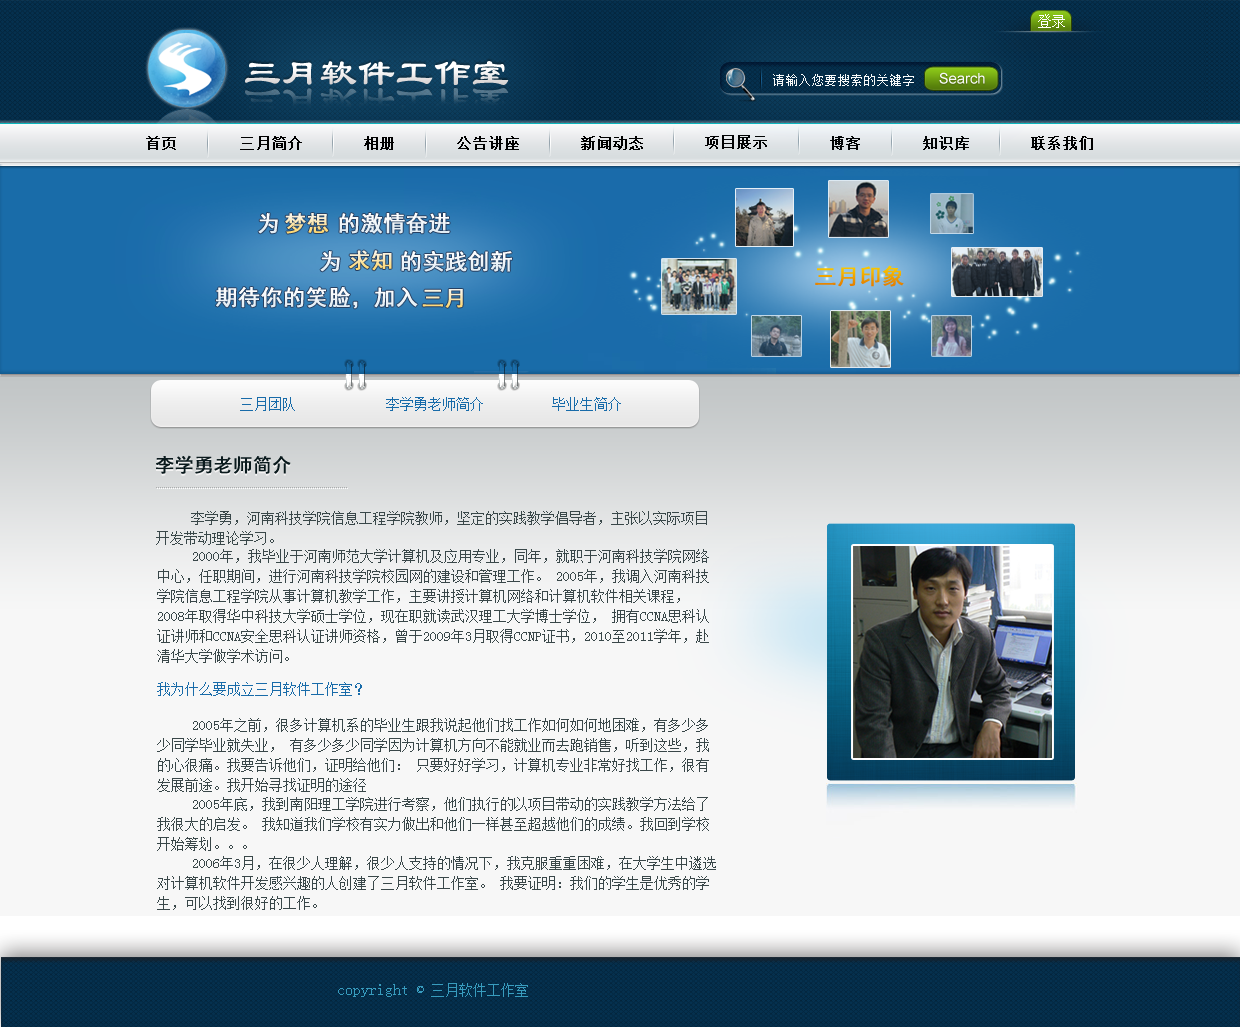 登录
三月软件工作室
请输入您要搜索的关键字 Search
首页 三月简介 相册 公告讲座 新闻动态 项目展示 博客 知识库 联系我们
为 梦想 的激情奋进
为 求知 的实践创新
期待你的笑脸，加入 三月
三月印象
三月团队 李学勇老师简介 毕业生简介
李学勇老师简介
李学勇，河南科技学院信息工程学院教师，坚定的实践教学倡导者，主张以实际项目
开发带动理论学习。
2000年，我毕业于河南师范大学计算机及应用专业，同年，就职于河南科技学院网络
中心，任职期间，进行河南科技学院校园网的建设和管理工作。 2005年，我调入河南科技
学院信息工程学院从事计算机教学工作，主要讲授计算机网络和计算机软件相关课程，
2008年取得华中科技大学硕士学位，现在职就读武汉理工大学博士学位， 拥有CCNA思科认
证讲师和CCNA安全思科认证讲师资格，曾于2009年3月取得CCNP证书，2010至2011学年，赴
清华大学做学术访问。
我为什么要成立三月软件工作室？
2005年之前，很多计算机系的毕业生跟我说起他们找工作如何如何地困难，有多少多
少同学毕业就失业， 有多少多少同学因为计算机方向不能就业而去跑销售，听到这些，我
的心很痛。我要告诉他们，证明给他们： 只要好好学习，计算机专业非常好找工作，很有
发展前途。我开始寻找证明的途径
2005年底，我到南阳理工学院进行考察，他们执行的以项目带动的实践教学方法给了
我很大的启发。 我知道我们学校有实力做出和他们一样甚至超越他们的成绩。我回到学校
开始筹划。。。
2006年3月，在很少人理解，很少人支持的情况下，我克服重重困难，在大学生中遴选
对计算机软件开发感兴趣的人创建了三月软件工作室。 我要证明：我们的学生是优秀的学
生，可以找到很好的工作。
copyright © 三月软件工作室